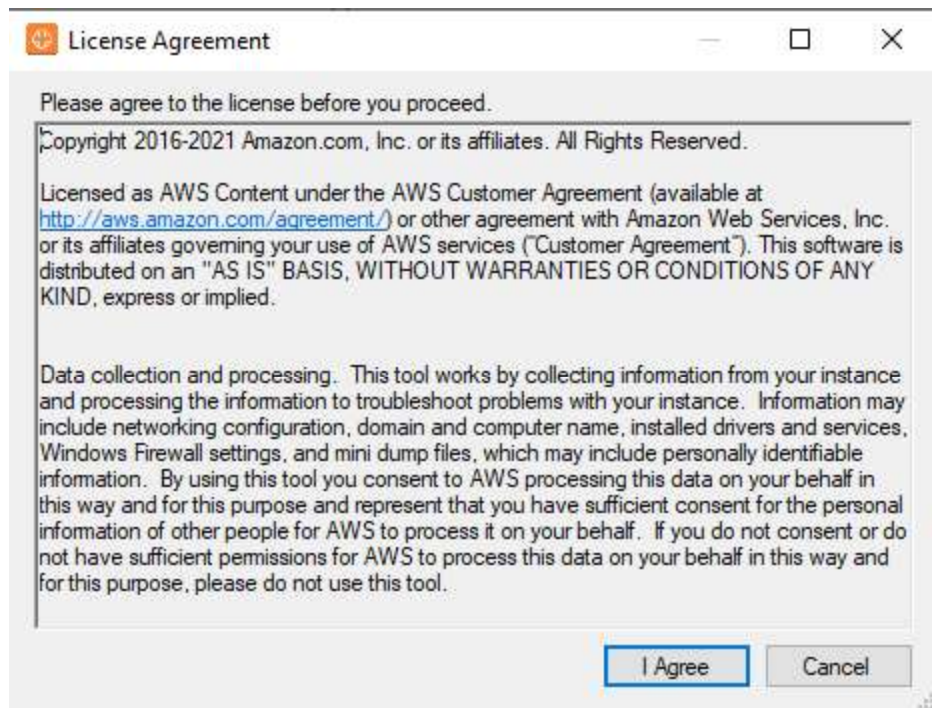 License Agreement
Please agree to the license before you proceed.
Copyright 2016-2021 Amazon.com, Inc. or its affiliates. All Rights Reserved.
Licensed as AWS Content under the AWS Customer Agreement (available at
http://aws.amazon.com/agreement/) or other agreement with Amazon Web Services, Inc.
or its affiliates governing your use of AWS services ("Customer Agreement"). This software is
distributed on an "AS IS" BASIS, WITHOUT WARRANTIES OR CONDITIONS OF ANY
KIND, express or implied.
Data collection and processing.  This tool works by collecting information from your instance
and processing the information to troubleshoot problems with your instance.  Information may
include networking configuration, domain and computer name, installed drivers and services,
Windows Firewall settings, and mini dump files, which may include personally identifiable
information.  By using this tool you consent to AWS processing this data on your behalf in
this way and for this purpose and represent that you have sufficient consent for the personal
information of other people for AWS to process it on your behalf.  If you do not consent or do
not have sufficient permissions for AWS to process this data on your behalf in this way and
for this purpose, please do not use this tool.
I Agree
Cancel